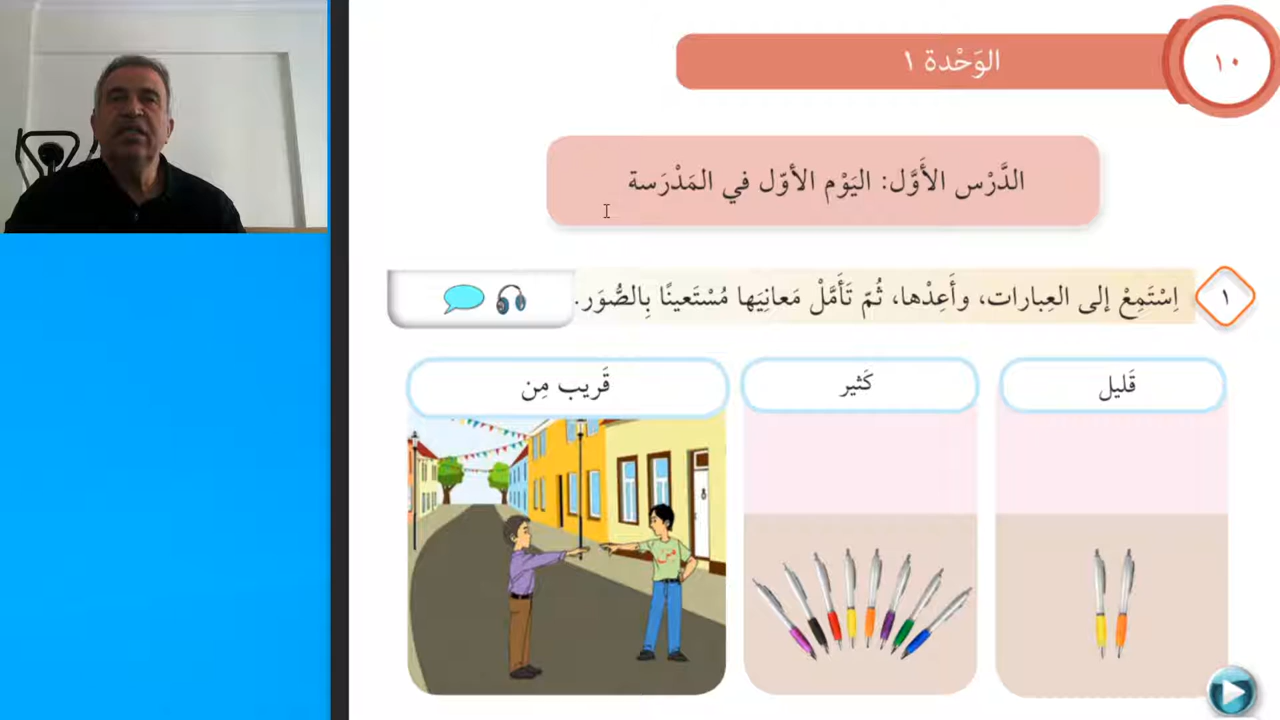 ١٠
الوَحْدة ١
الدَّرْس الأَوَّل: اليَوْم الأوّل في المَدْرَسة
١
اِسْتَمِعْ إلى العِبارات، وأَعِدْها، ثُمّ تَأَمَّلْ مَعانِيَها مُسْتَعينًا بِالصُّوَر.
قَليل
كَثير
قَريب مِن